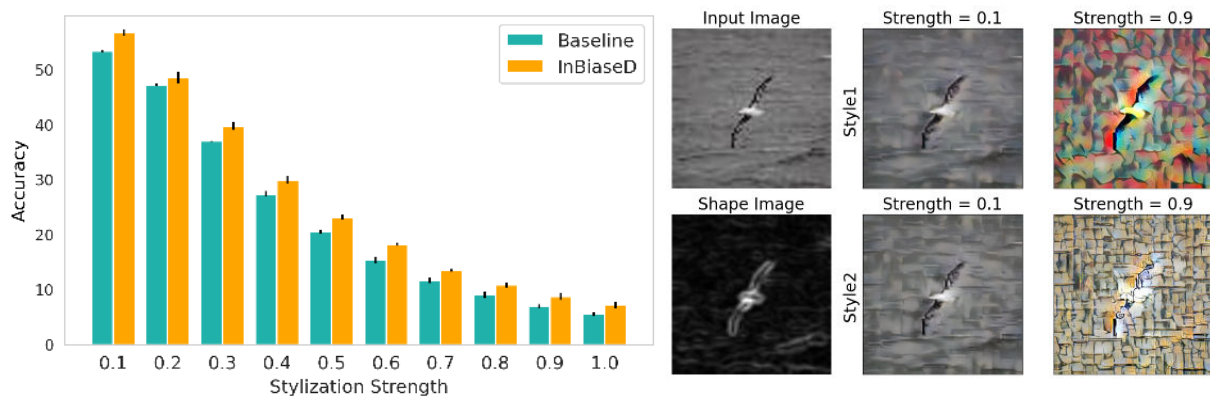 Accuracy
50
40
30
20
10
0
0.1 0.2 0.3 0.4 0.5 0.6 0.7 0.8 0.9 1.0
Stylization Strength
Baseline
InBiaseD
Input Image
Strength = 0.1
Strength = 0.9
Style1
Shape Image
Strength = 0.1
Strength = 0.9
Style2